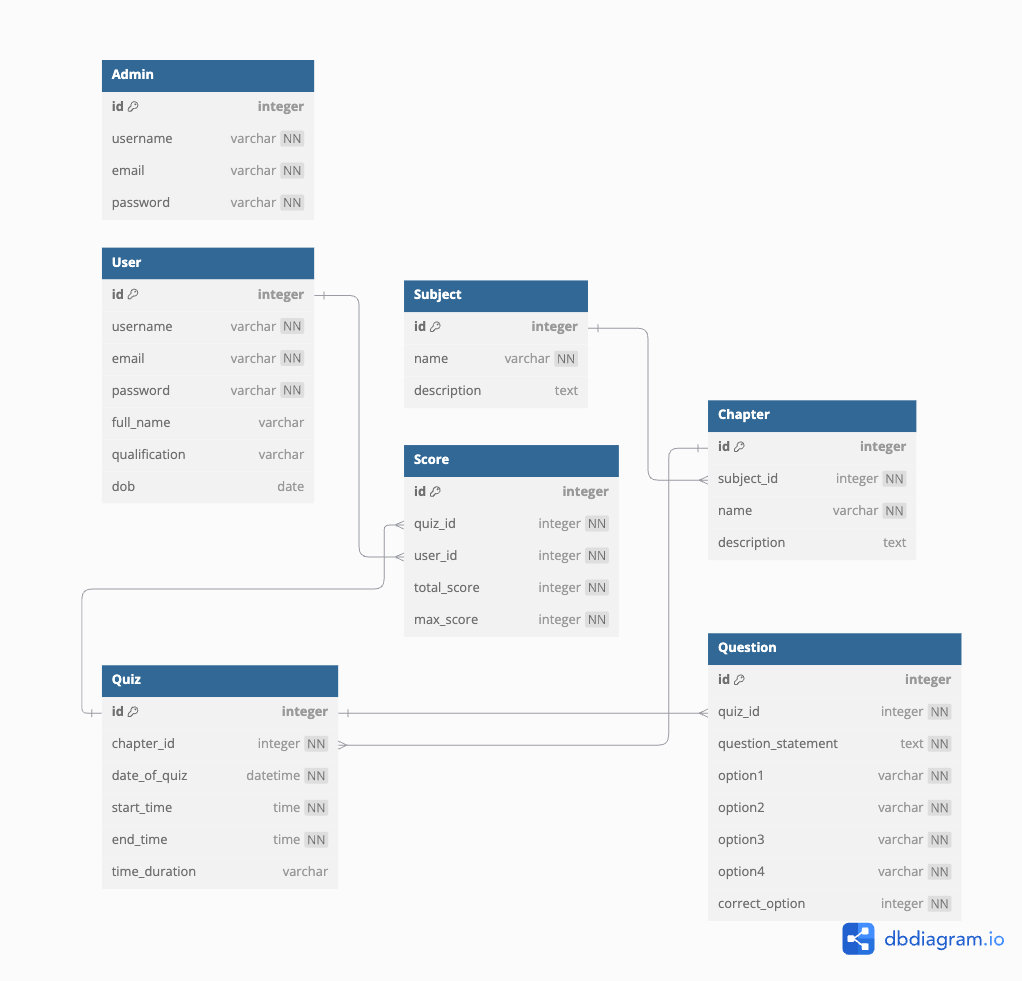 Admin
id integer
username varchar NN
email varchar NN
password varchar NN
User
id integer
username varchar NN
email varchar NN
password varchar NN
full_name varchar
qualification varchar
dob date
Subject
id integer
name varchar NN
description text
Score
id integer
quiz_id integer NN
user_id integer NN
total_score integer NN
max_score integer NN
Chapter
id integer
subject_id integer NN
name varchar NN
description text
Quiz
id integer
chapter_id integer NN
date_of_quiz datetime NN
start_time time NN
end_time time NN
time_duration varchar
Question
id integer
quiz_id integer NN
question_statement text NN
option1 varchar NN
option2 varchar NN
option3 varchar NN
option4 varchar NN
correct_option integer NN
dbdiagram.io